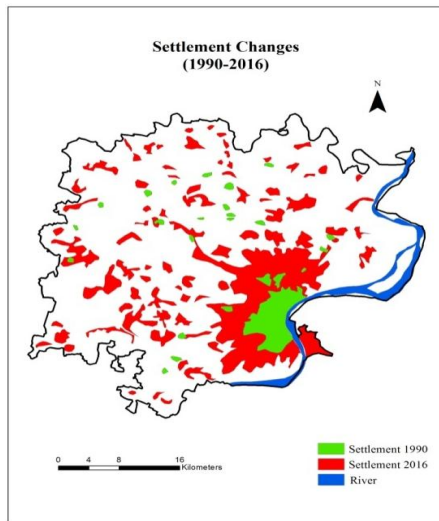 Settlement Changes
(1990-2016)
N
Settlement 1990
Settlement 2016
River
0 4 8 16
Kilometers